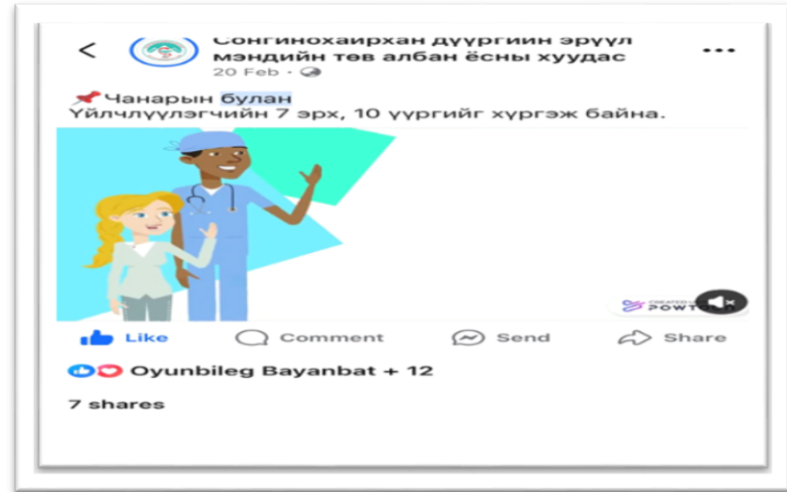 Сонгинохайрхан дүүргийн эрүүл
мэндийн төв албан ёсны хуудас
20 Feb ·
Чанарын булан
Үйлчлүүлэгчийн 7 эрх, 10 үүргийг хүргэж байна.
POWTOON
Like Comment Send Share
Oyunbileg Bayanbat + 12
7 shares